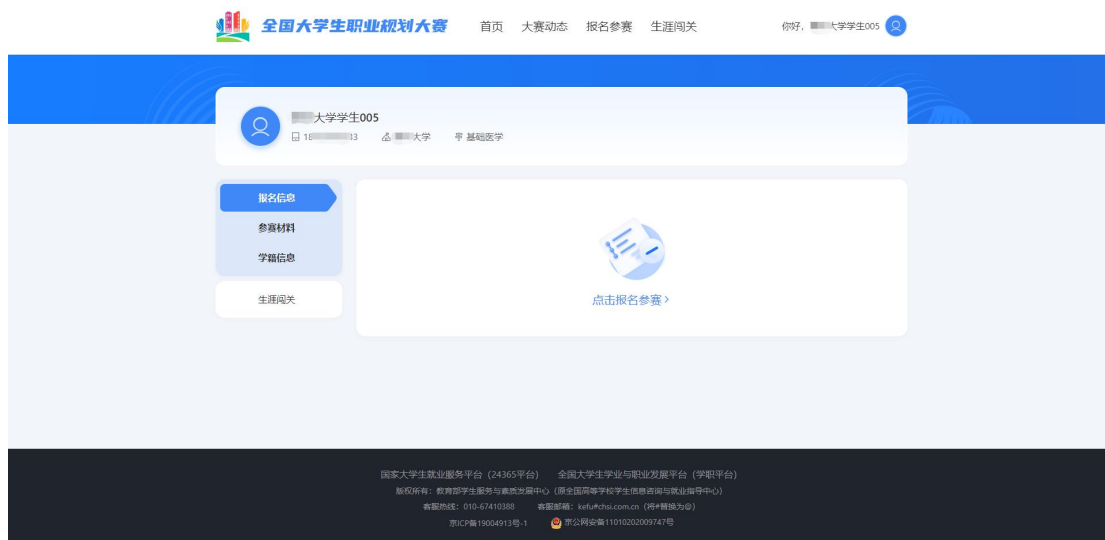 全国大学生职业规划大赛 首页 大赛动态 报名参赛 生涯闯关 你好, 大学学生005
大学学生005
18 43 大学 基础医学
报名信息
参赛材料
学籍信息
生涯闯关
点击报名参赛 >
国家大学生就业服务平台（24365平台） 全国大学生学业与职业发展平台（学职平台）
版权所有：教育部学生服务与素质发展中心（原全国高等学校学生信息咨询与就业指导中心）
客服热线：010-67410388 客服邮箱：kefu#chsi.com.cn（将#替换为@）
京ICP备19004913号-1 京公网安备11010202009747号